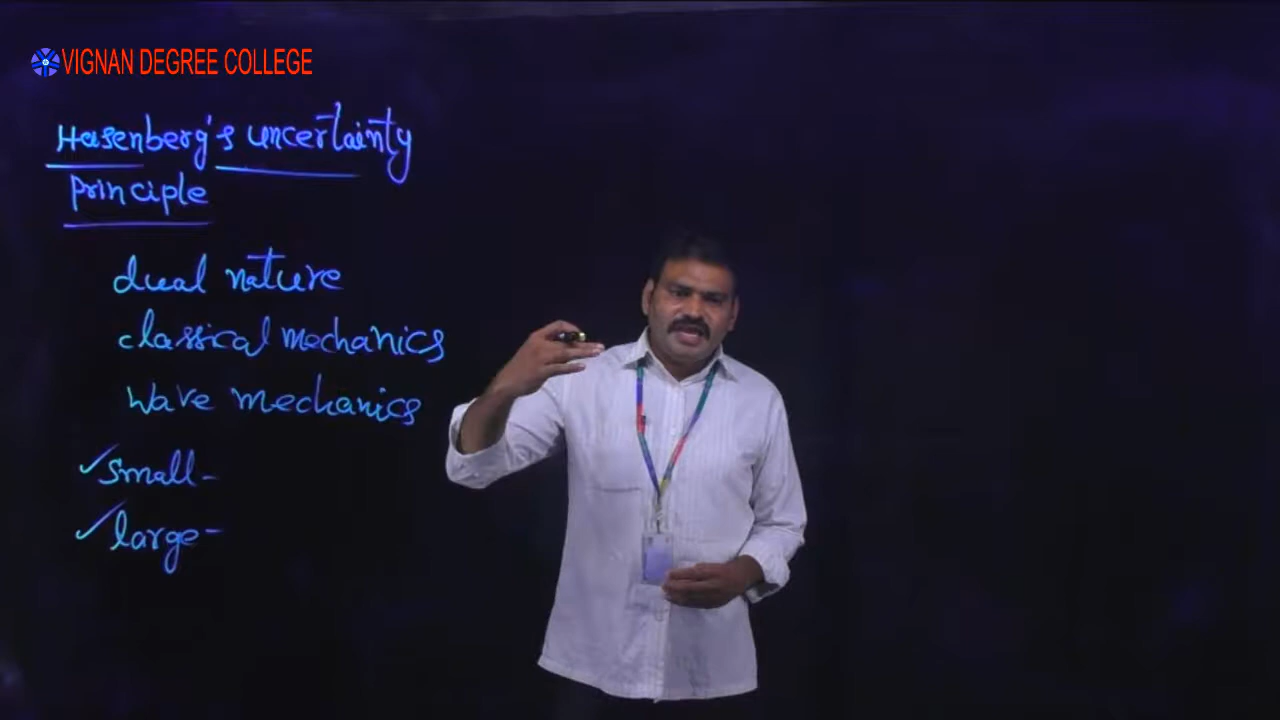 VIGNAN DEGREE COLLEGE
Heisenberg's uncertainty
principle
dual nature
classical mechanics
wave mechanics
✓small -
✓large -